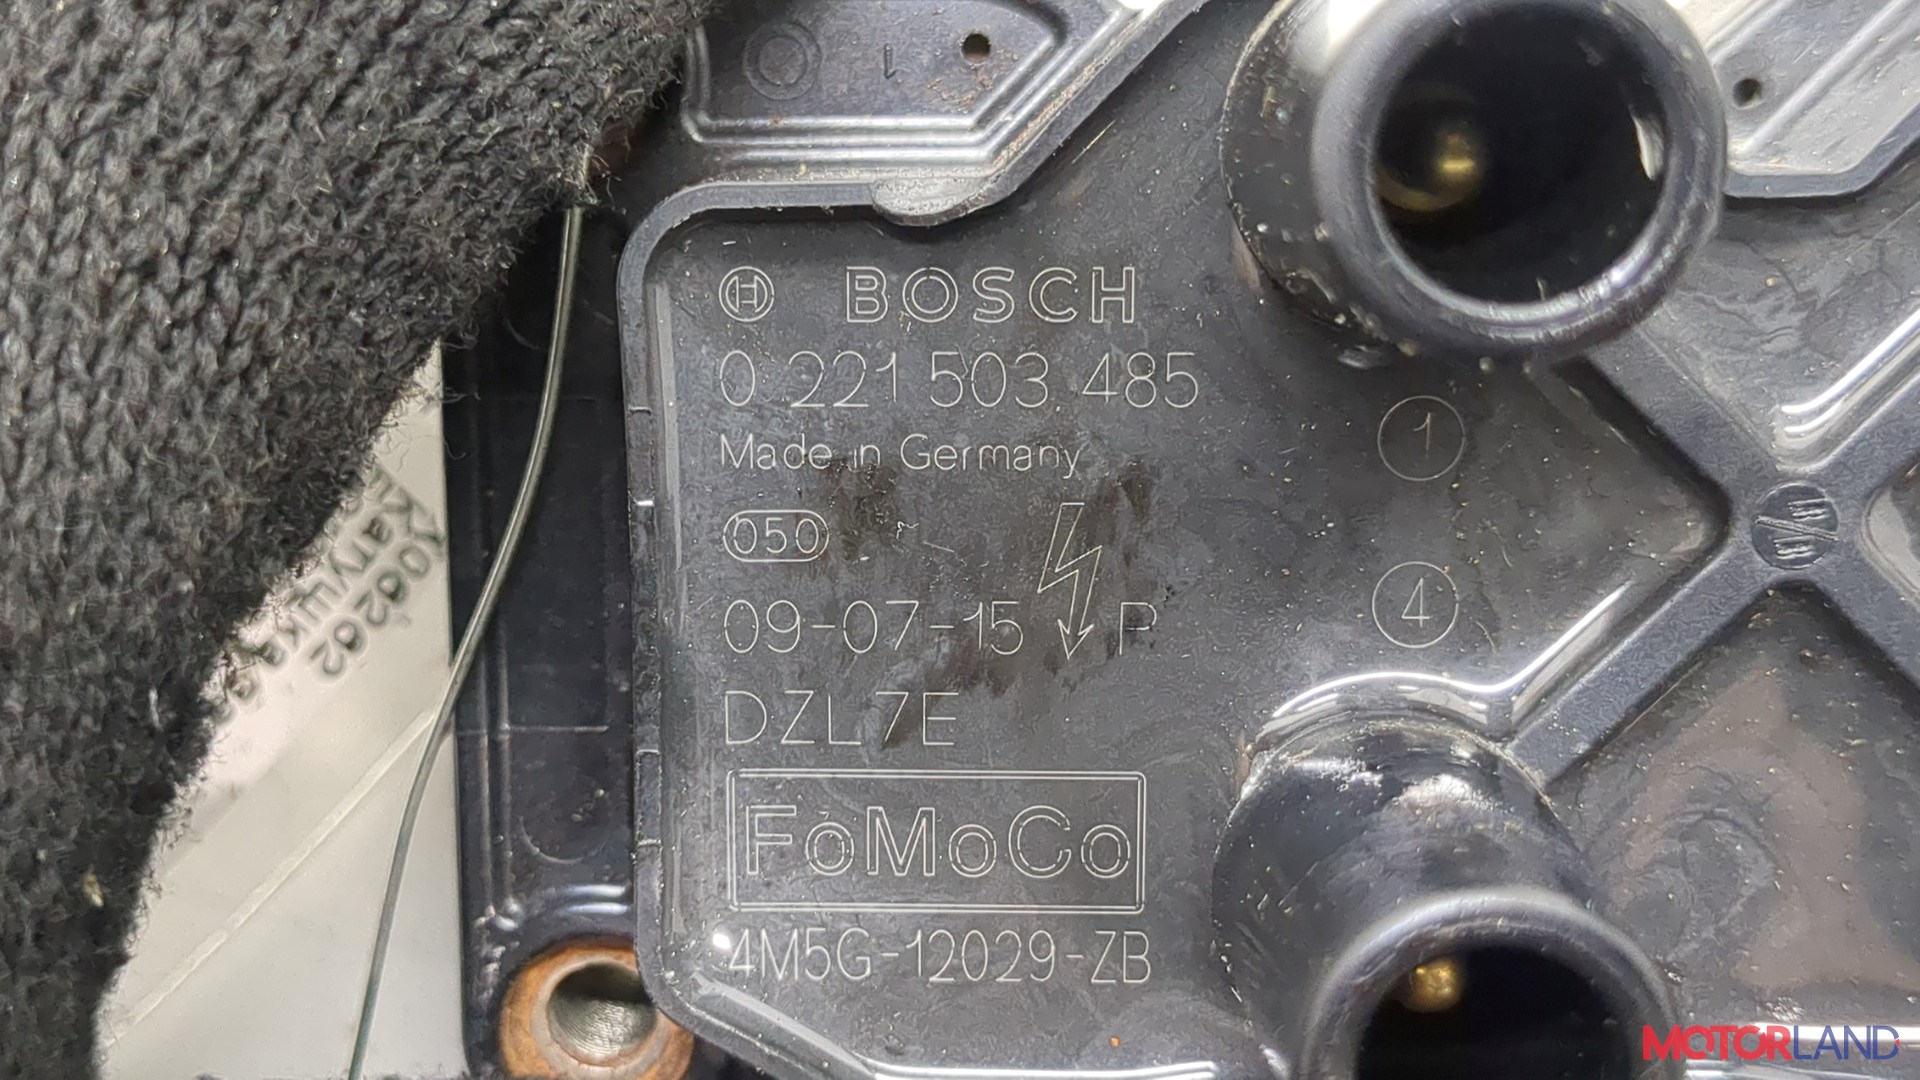 BOSCH
0 221 503 485
Made in Germany
1
050
4
09-07-15 P
DZL7E
FoMoCo
4M5G-12029-ZB
Катушка
MOTORLAND